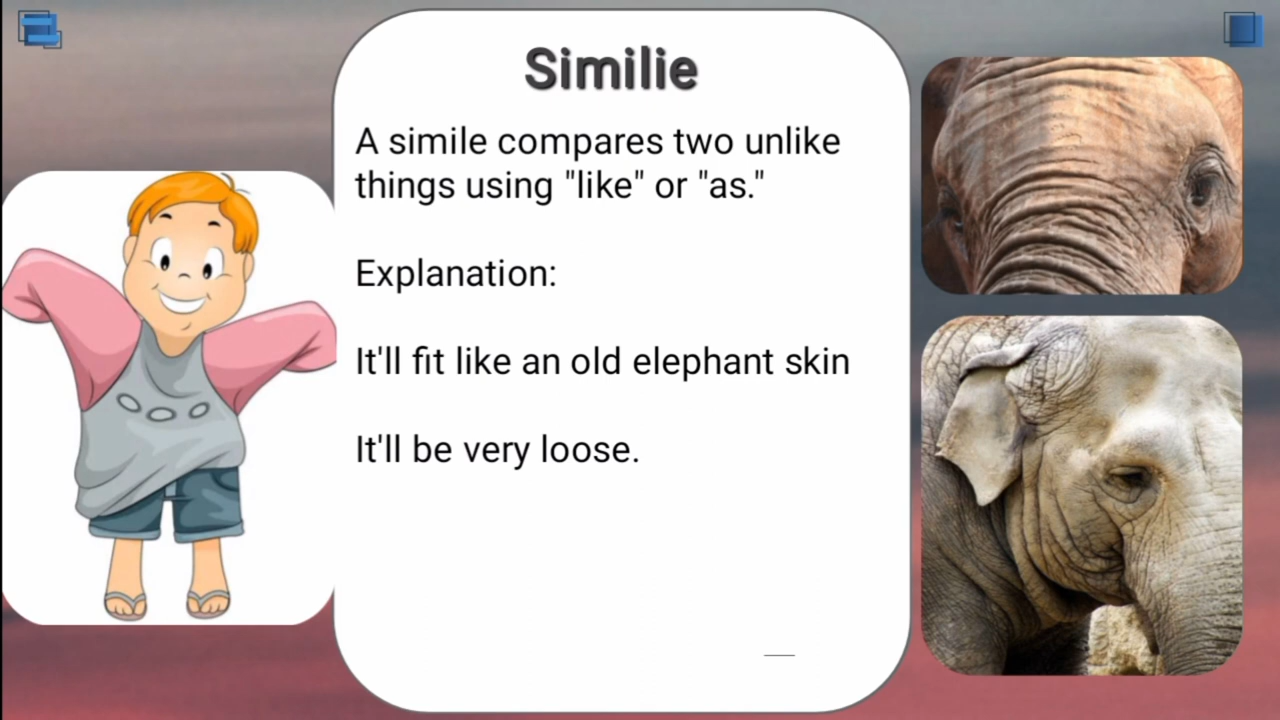 Similie
A simile compares two unlike
things using "like" or "as."
Explanation:
It'll fit like an old elephant skin
It'll be very loose.